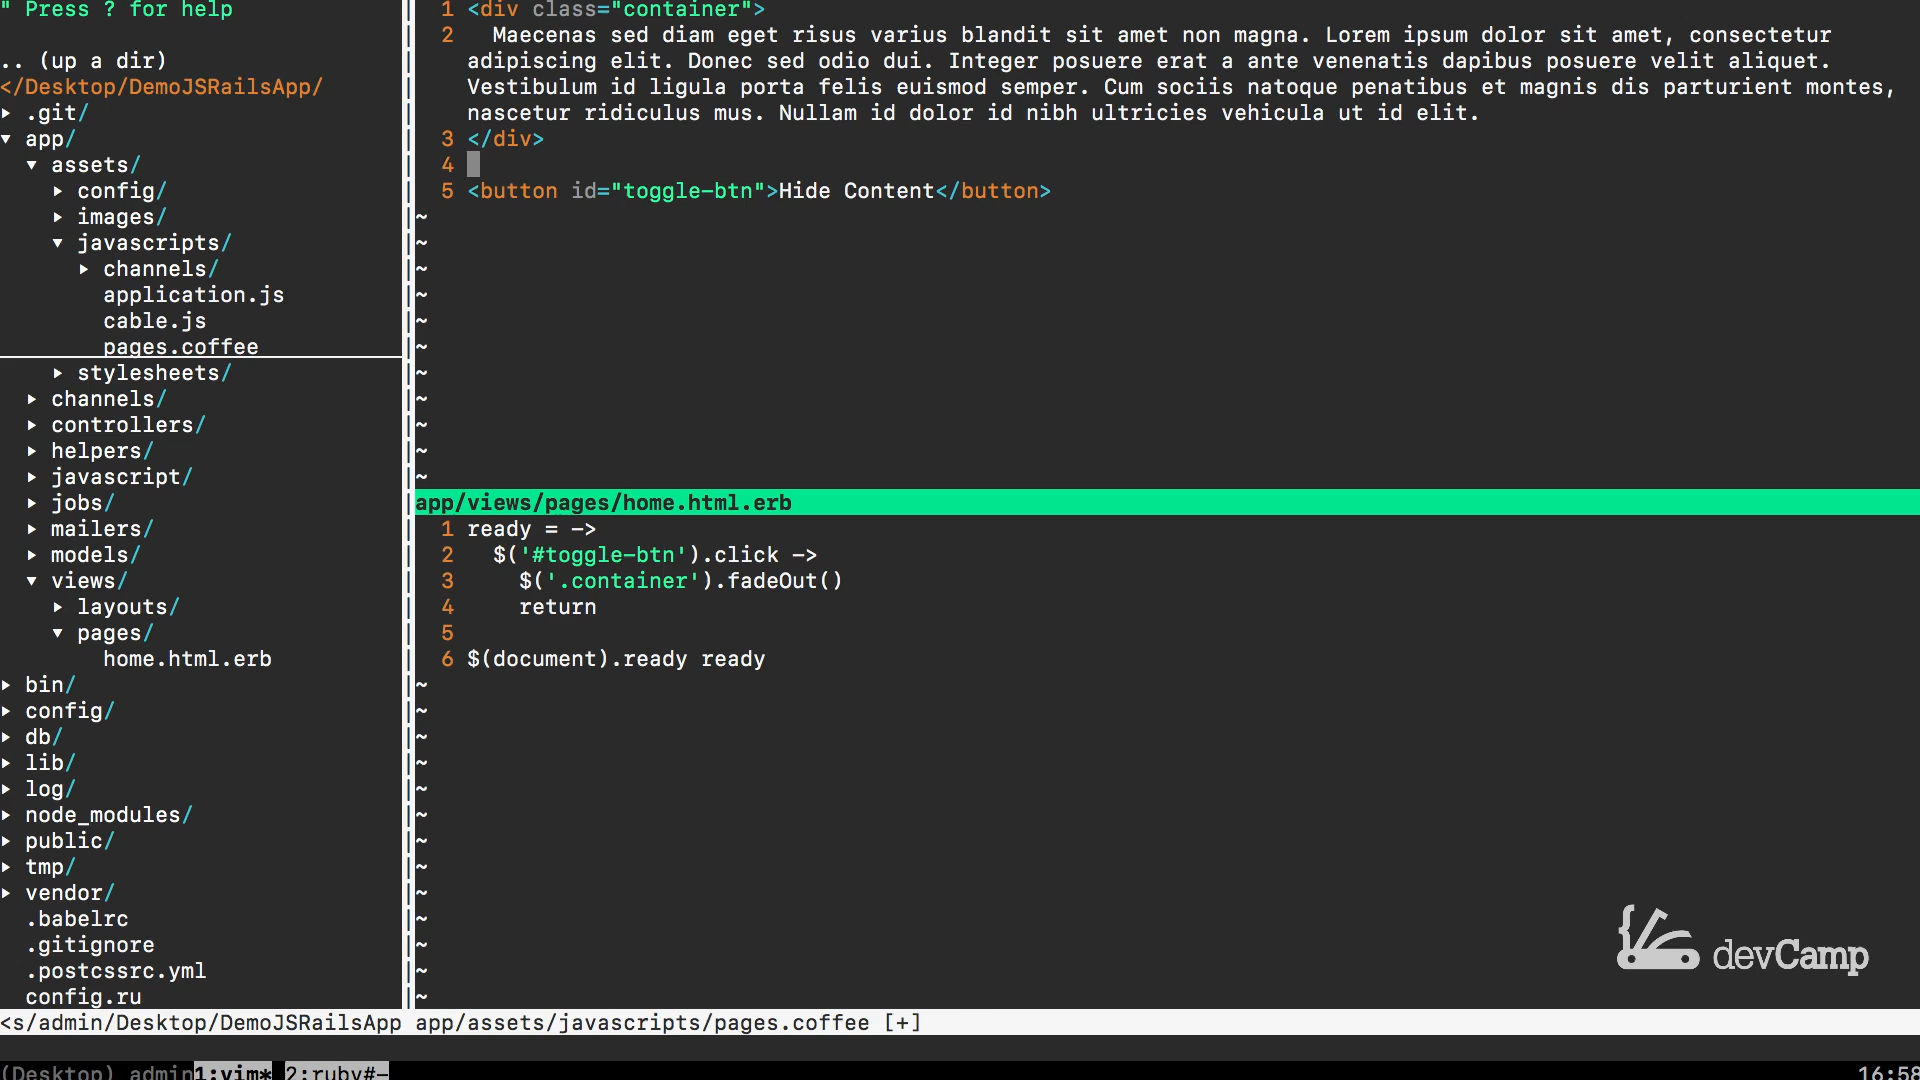 " Press ? for help
.. (up a dir)
</Desktop/DemoJSRailsApp/
▸ .git/
▾ app/
▾ assets/
▸ config/
▸ images/
▾ javascripts/
▸ channels/
application.js
cable.js
pages.coffee
▸ stylesheets/
▸ channels/
▸ controllers/
▸ helpers/
▸ javascript/
▸ jobs/
▸ mailers/
▸ models/
▾ views/
▸ layouts/
▾ pages/
home.html.erb
▸ bin/
▸ config/
▸ db/
▸ lib/
▸ log/
▸ node_modules/
▸ public/
▸ tmp/
▸ vendor/
.babelrc
.gitignore
.postcssrc.yml
config.ru
<s/admin/Desktop/DemoJSRailsApp
1 <div class="container">
2 Maecenas sed diam eget risus varius blandit sit amet non magna. Lorem ipsum dolor sit amet, consectetur
adipiscing elit. Donec sed odio dui. Integer posuere erat a ante venenatis dapibus posuere velit aliquet.
Vestibulum id ligula porta felis euismod semper. Cum sociis natoque penatibus et magnis dis parturient montes,
nascetur ridiculus mus. Nullam id dolor id nibh ultricies vehicula ut id elit.
3 </div>
4
5 <button id="toggle-btn">Hide Content</button>
~
~
~
~
~
~
~
~
~
~
~
app/views/pages/home.html.erb
1 ready = ->
2 $('#toggle-btn').click ->
3 $('.container').fadeOut()
4 return
5
6 $(document).ready ready
~
~
~
~
~
~
~
~
~
~
~
~
~
devCamp
app/assets/javascripts/pages.coffee [+]
(Desktop) admin 1:vim* 2:ruby#- 16:58